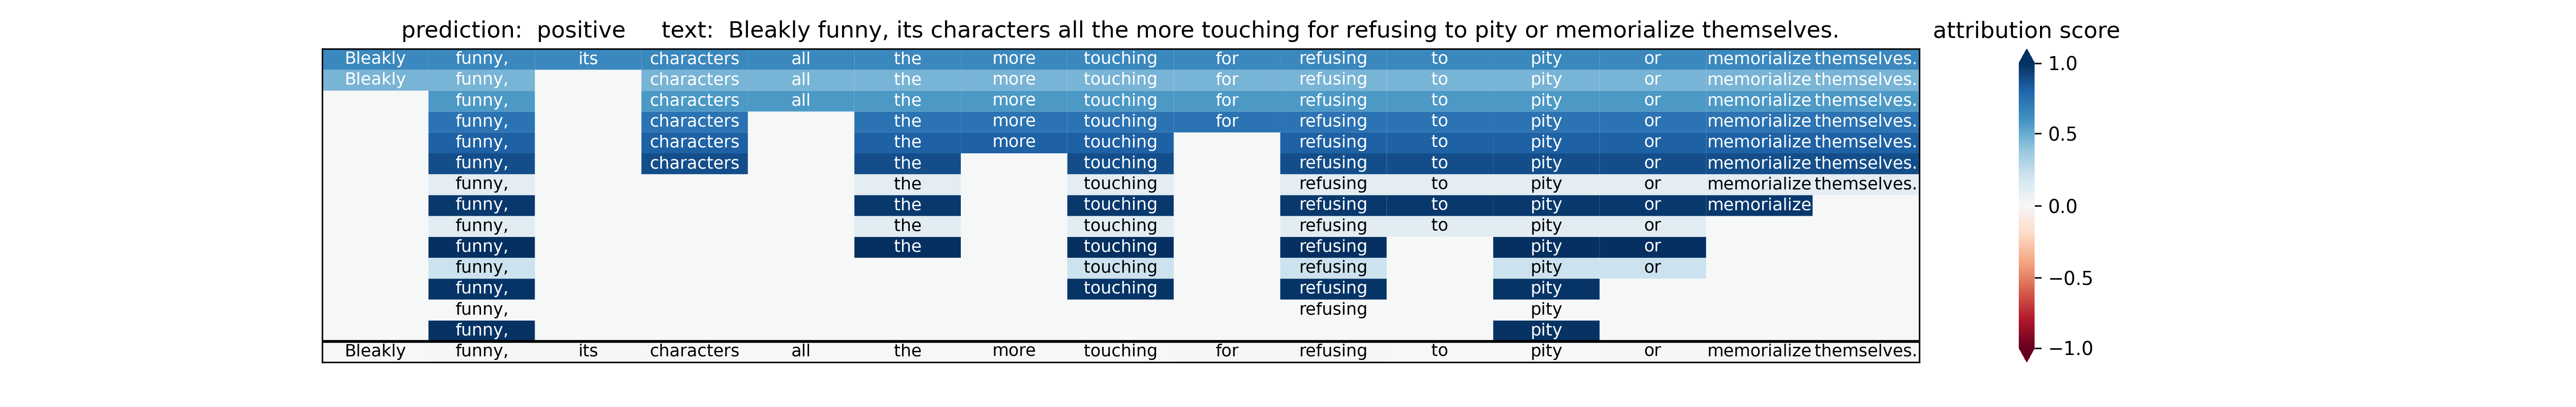 prediction: positive text: Bleakly funny, its characters all the more touching for refusing to pity or memorialize themselves. attribution score
Bleakly funny, its characters all the more touching for refusing to pity or memorialize themselves.
Bleakly funny, characters all the more touching for refusing to pity or memorialize themselves.
funny, characters all the more touching for refusing to pity or memorialize themselves.
funny, characters the more touching for refusing to pity or memorialize themselves.
funny, characters the more touching refusing to pity or memorialize themselves.
funny, characters the touching refusing to pity or memorialize themselves.
funny, the touching refusing to pity or memorialize themselves.
funny, the touching refusing to pity or memorialize
funny, the touching refusing to pity or
funny, the touching refusing pity or
funny, touching refusing pity or
funny, touching refusing pity
funny, refusing pity
funny, pity
Bleakly funny, its characters all the more touching for refusing to pity or memorialize themselves.
1.0
0.5
0.0
−0.5
−1.0